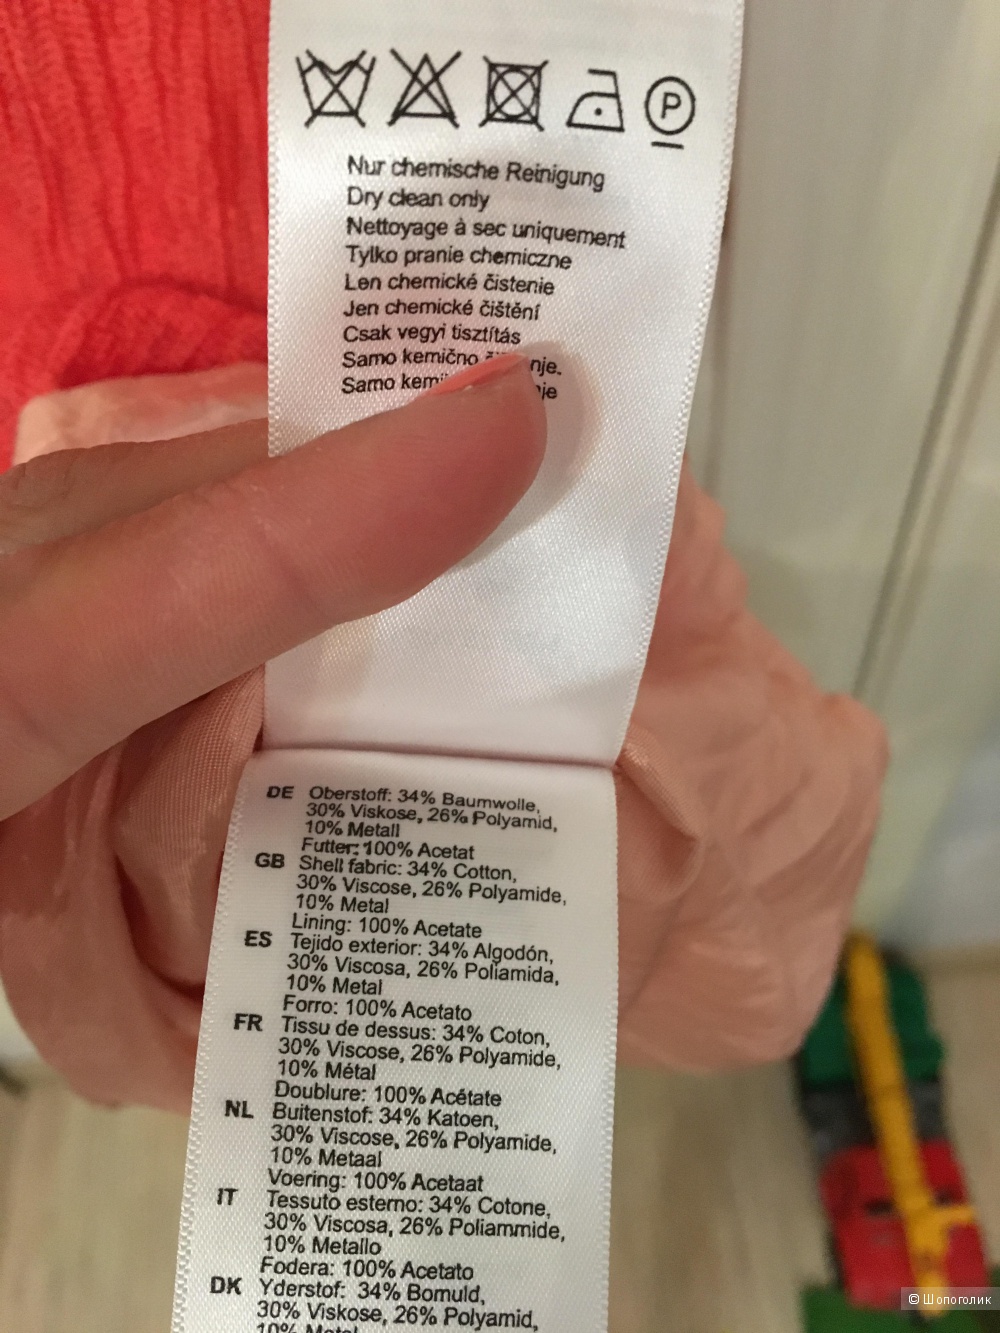 P
Nur chemische Reinigung
Dry clean only
Nettoyage à sec uniquement
Tylko pranie chemiczne
Len chemické čistenie
Jen chemické čištění
Csak vegyi tisztítás
Samo kemično
Samo
DE Oberstoff: 34% Baumwolle,
30% Viskose, 26% Polyamid,
10% Metall
Futter: 100% Acetat
GB Shell fabric: 34% Cotton,
30% Viscose, 26% Polyamide,
10% Metal
Lining: 100% Acetate
ES Tejido exterior: 34% Algodón,
30% Viscosa, 26% Poliamida,
10% Metal
Forro: 100% Acetato
FR Tissu de dessus: 34% Coton,
30% Viscose, 26% Polyamide,
10% Métal
Doublure: 100% Acétate
NL Buitenstof: 34% Katoen,
30% Viscose, 26% Polyamide,
10% Metaal
Voering: 100% Acetaat
IT Tessuto esterno: 34% Cotone,
30% Viscosa, 26% Poliammide,
10% Metallo
Fodera: 100% Acetato
DK Yderstof: 34% Bomuld,
30% Viskose, 26% Polyamid,
10% Metal
© Шопоголик